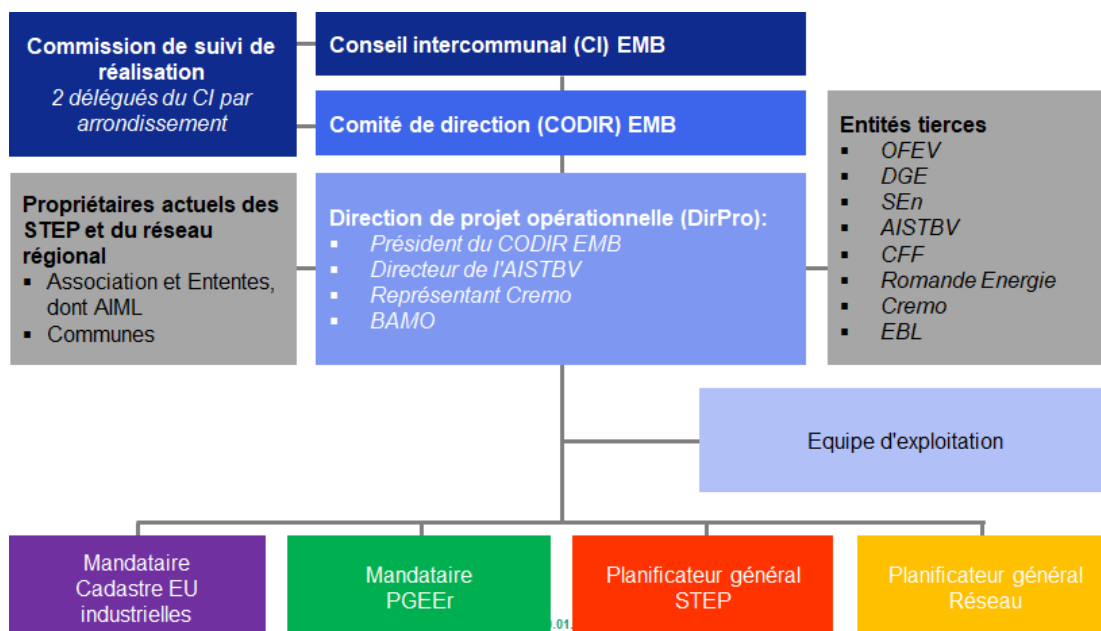 Commission de suivi de
réalisation
2 délégués du CI par
arrondissement
Conseil intercommunal (CI) EMB
Comité de direction (CODIR) EMB
Propriétaires actuels des
STEP et du réseau
régional
▪ Association et Ententes,
dont AIML
▪ Communes
Direction de projet opérationnelle (DirPro):
▪ Président du CODIR EMB
▪ Directeur de l'AISTBV
▪ Représentant Cremo
▪ BAMO
Entités tierces
▪ OFEV
▪ DGE
▪ SEn
▪ AISTBV
▪ CFF
▪ Romande Energie
▪ Cremo
▪ EBL
Equipe d'exploitation
Mandataire
Cadastre EU
industrielles
Mandataire
PGEEr
Planificateur général
STEP
Planificateur général
Réseau
.01.